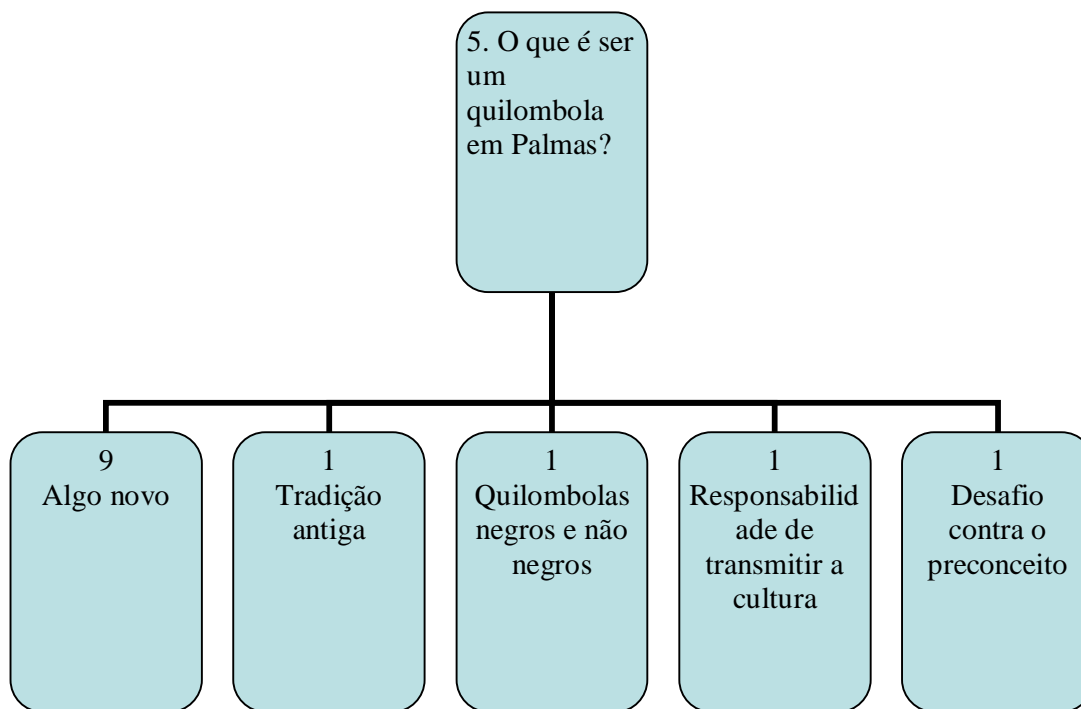 5. O que é ser
um
quilombola
em Palmas?
9
Algo novo
1
Tradição
antiga
1
Quilombolas
negros e não
negros
1
Responsabilid
ade de
transmitir a
cultura
1
Desafio
contra o
preconceito